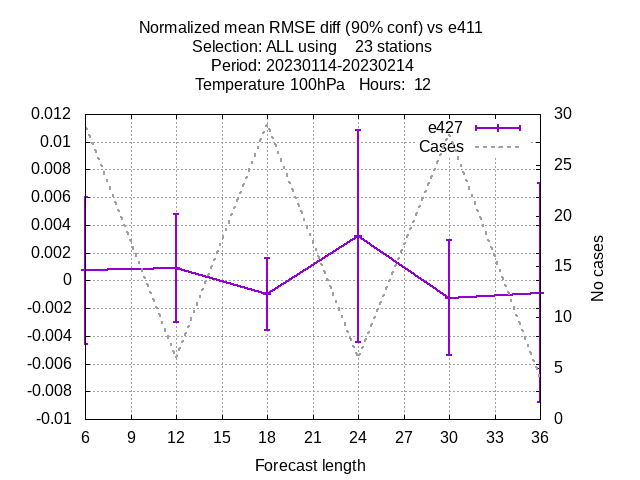 Normalized mean RMSE diff (90% conf) vs e411
Selection: ALL using    23 stations
Period: 20230114-20230214
Temperature 100hPa   Hours:  12
0.012
0.01
0.008
0.006
0.004
0.002
0
-0.002
-0.004
-0.006
-0.008
-0.01
e427
Cases
30
25
20
15
10
5
0
No cases
6 9 12 15 18 21 24 27 30 33 36
Forecast length